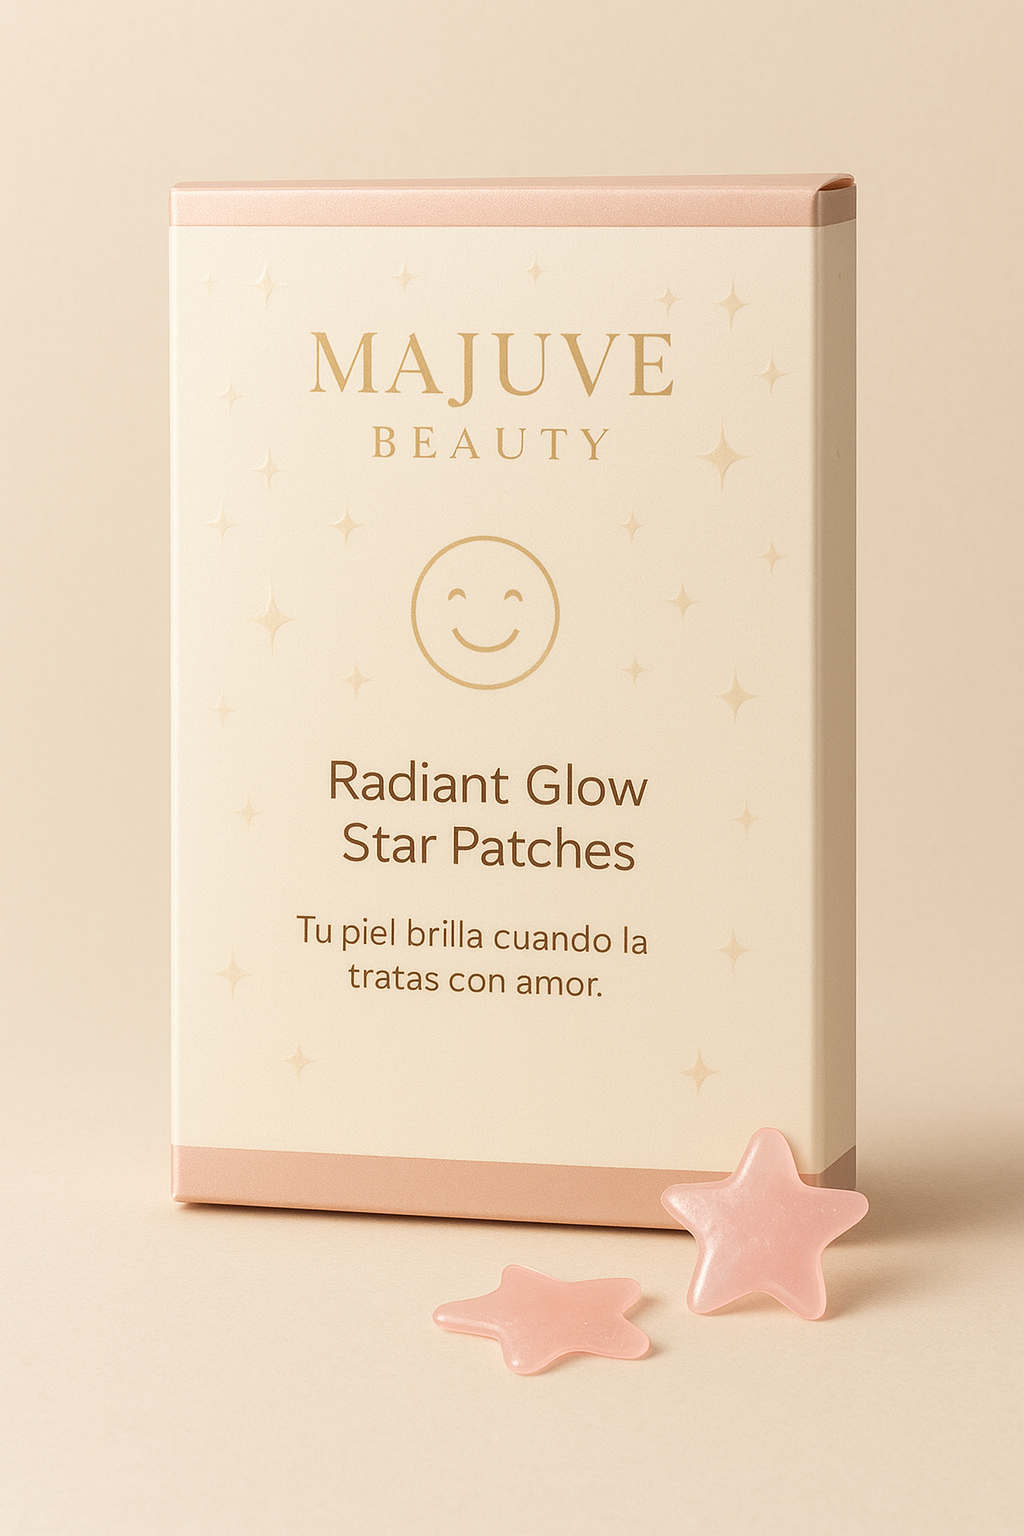 MAJUVE
BEAUTY
Radiant Glow
Star Patches
Tu piel brilla cuando la
tratas con amor.